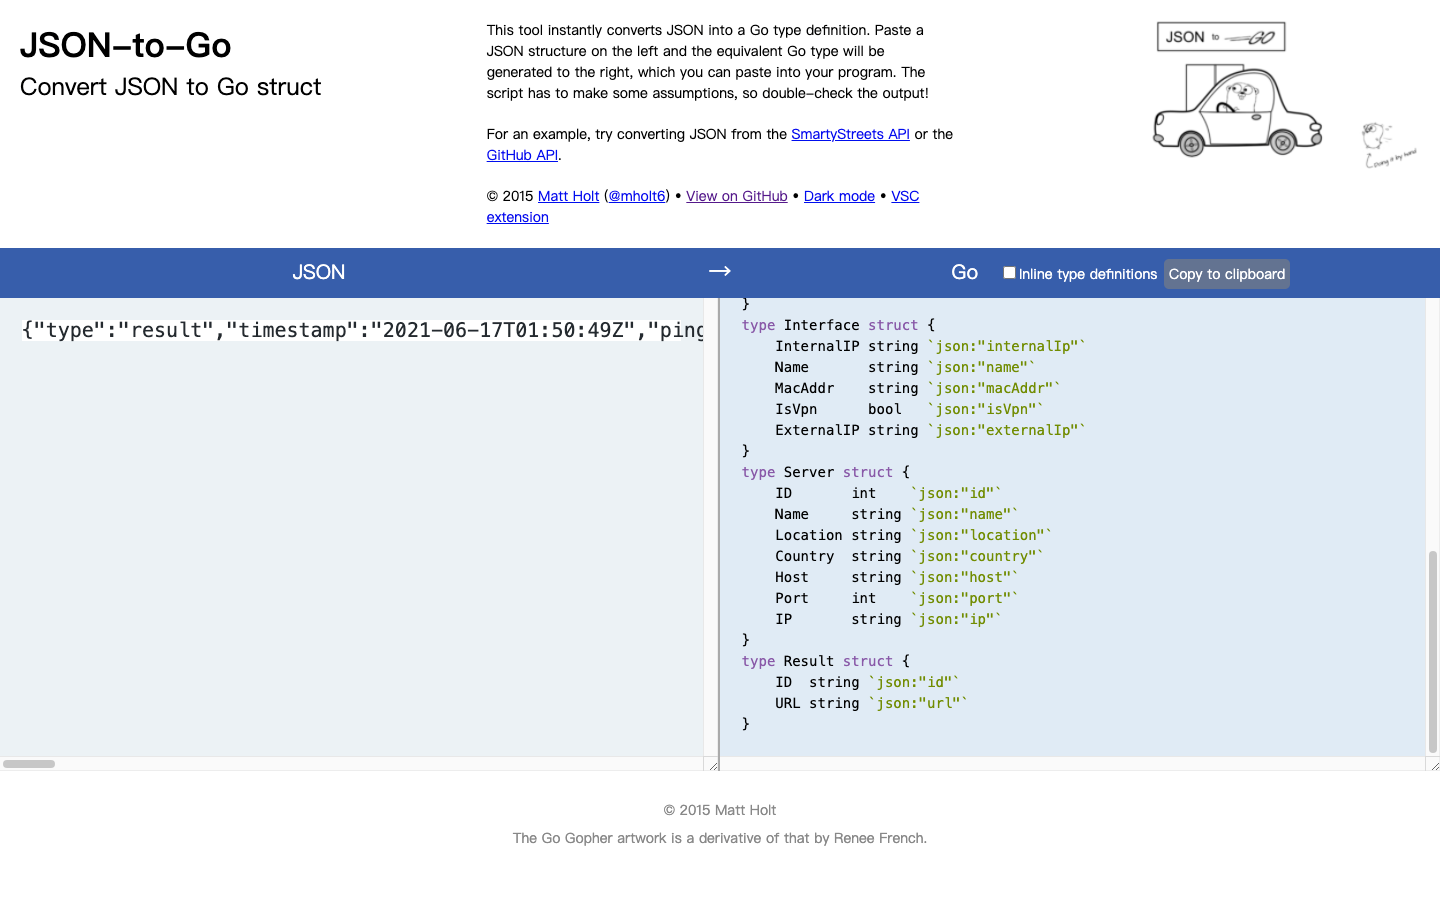 JSON-to-Go
Convert JSON to Go struct
This tool instantly converts JSON into a Go type definition. Paste a
JSON structure on the left and the equivalent Go type will be
generated to the right, which you can paste into your program. The
script has to make some assumptions, so double-check the output!
For an example, try converting JSON from the SmartyStreets API or the
GitHub API.
© 2015 Matt Holt (@mholt6) • View on GitHub • Dark mode • VSC
extension
JSON to GO
Doing it by hand
JSON → Go Inline type definitions Copy to clipboard
{"type":"result","timestamp":"2021-06-17T01:50:49Z","ping
}
type Interface struct {
    InternalIP string `json:"internalIp"`
    Name       string `json:"name"`
    MacAddr    string `json:"macAddr"`
    IsVpn      bool   `json:"isVpn"`
    ExternalIP string `json:"externalIp"`
}
type Server struct {
    ID       int    `json:"id"`
    Name     string `json:"name"`
    Location string `json:"location"`
    Country  string `json:"country"`
    Host     string `json:"host"`
    Port     int    `json:"port"`
    IP       string `json:"ip"`
}
type Result struct {
    ID  string `json:"id"`
    URL string `json:"url"`
}
© 2015 Matt Holt
The Go Gopher artwork is a derivative of that by Renee French.